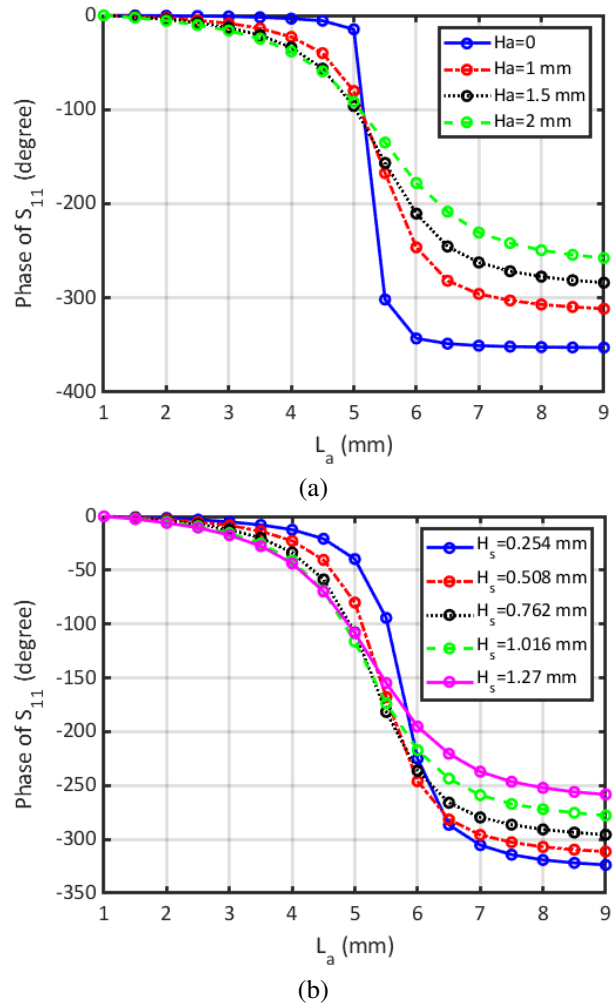 0
-100
-200
-300
-400
Phase of S11 (degree)
Ha=0
Ha=1 mm
Ha=1.5 mm
Ha=2 mm
1 2 3 4 5 6 7 8 9
La (mm)
(a)
0
-50
-100
-150
-200
-250
-300
-350
Phase of S11 (degree)
Hs=0.254 mm
Hs=0.508 mm
Hs=0.762 mm
Hs=1.016 mm
Hs=1.27 mm
1 2 3 4 5 6 7 8 9
La (mm)
(b)